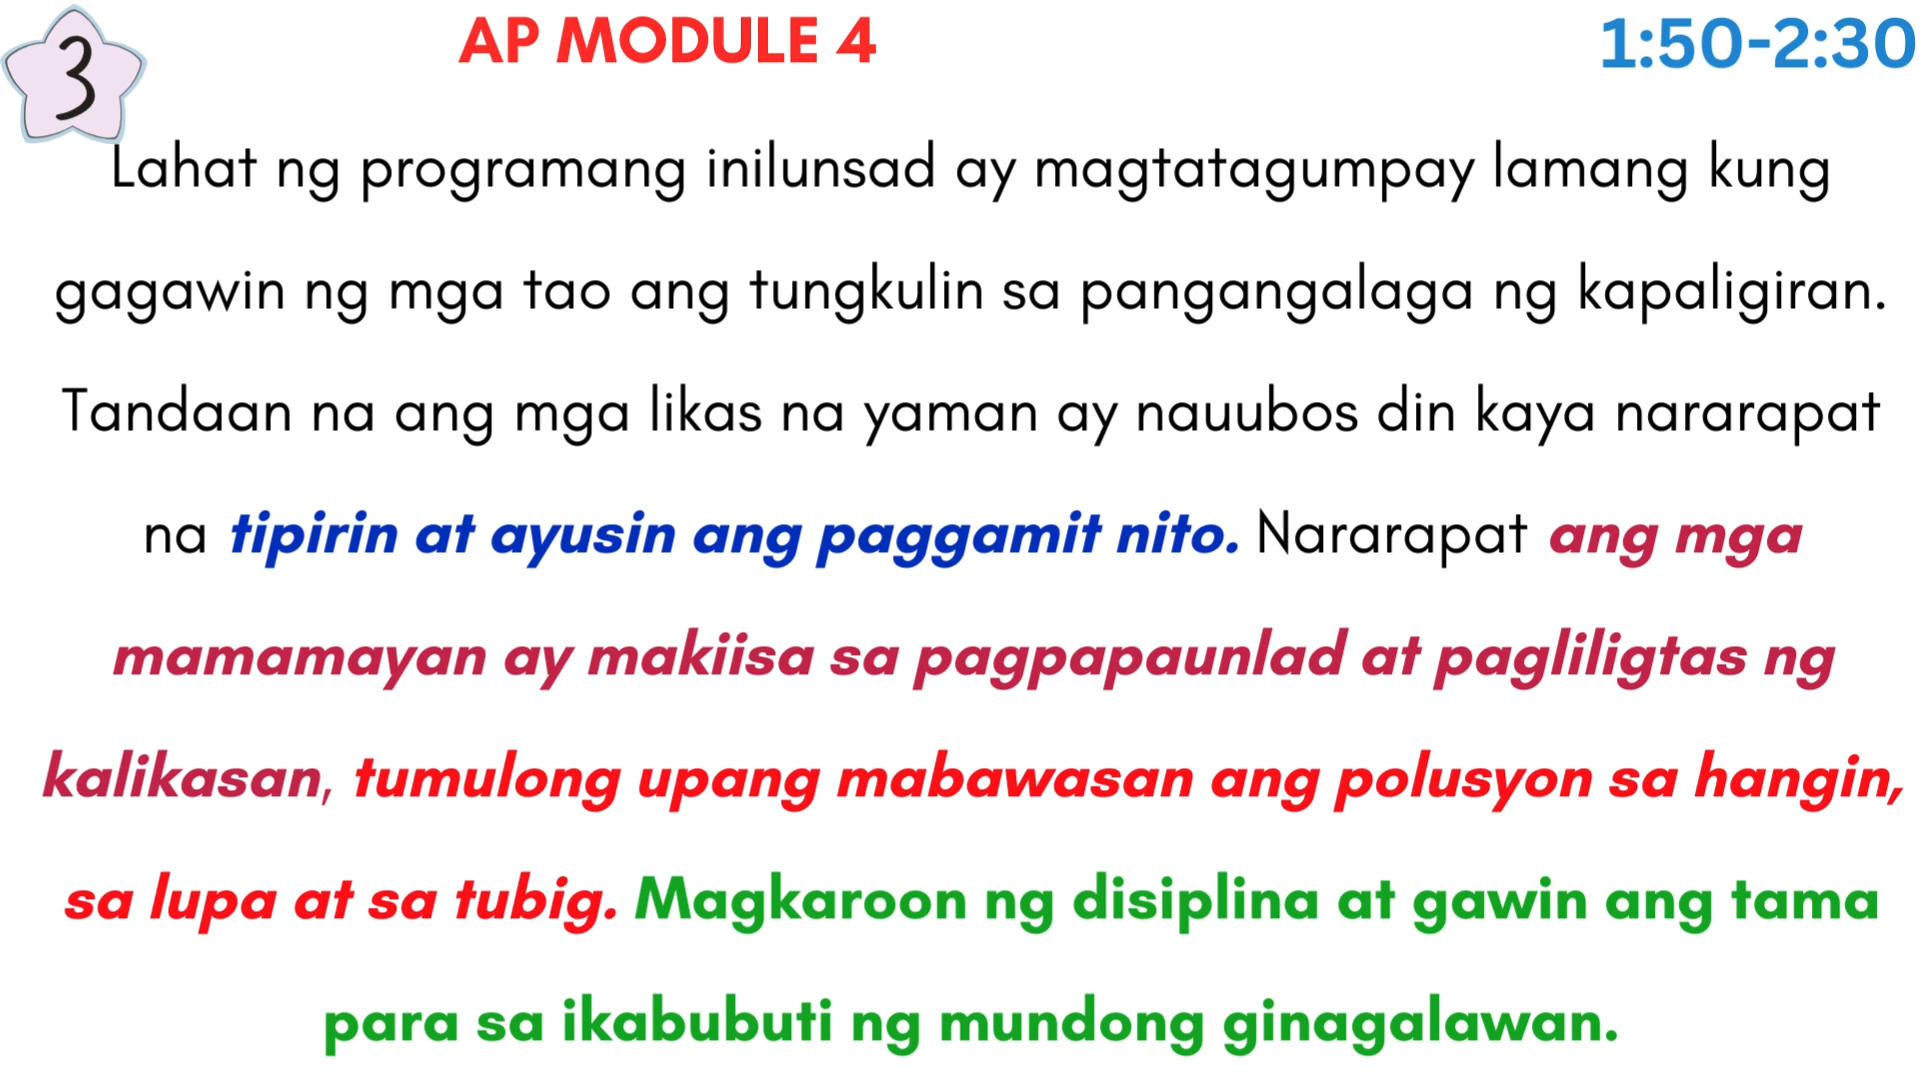 3
AP MODULE 4
1:50-2:30
Lahat ng programang inilunsad ay magtatagumpay lamang kung
gagawin ng mga tao ang tungkulin sa pangangalaga ng kapaligiran.
Tandaan na ang mga likas na yaman ay nauubos din kaya nararapat
na tipirin at ayusin ang paggamit nito. Nararapat ang mga
mamamayan ay makiisa sa pagpapaunlad at pagliligtas ng
kalikasan, tumulong upang mabawasan ang polusyon sa hangin,
sa lupa at sa tubig. Magkaroon ng disiplina at gawin ang tama
para sa ikabubuti ng mundong ginagalawan.